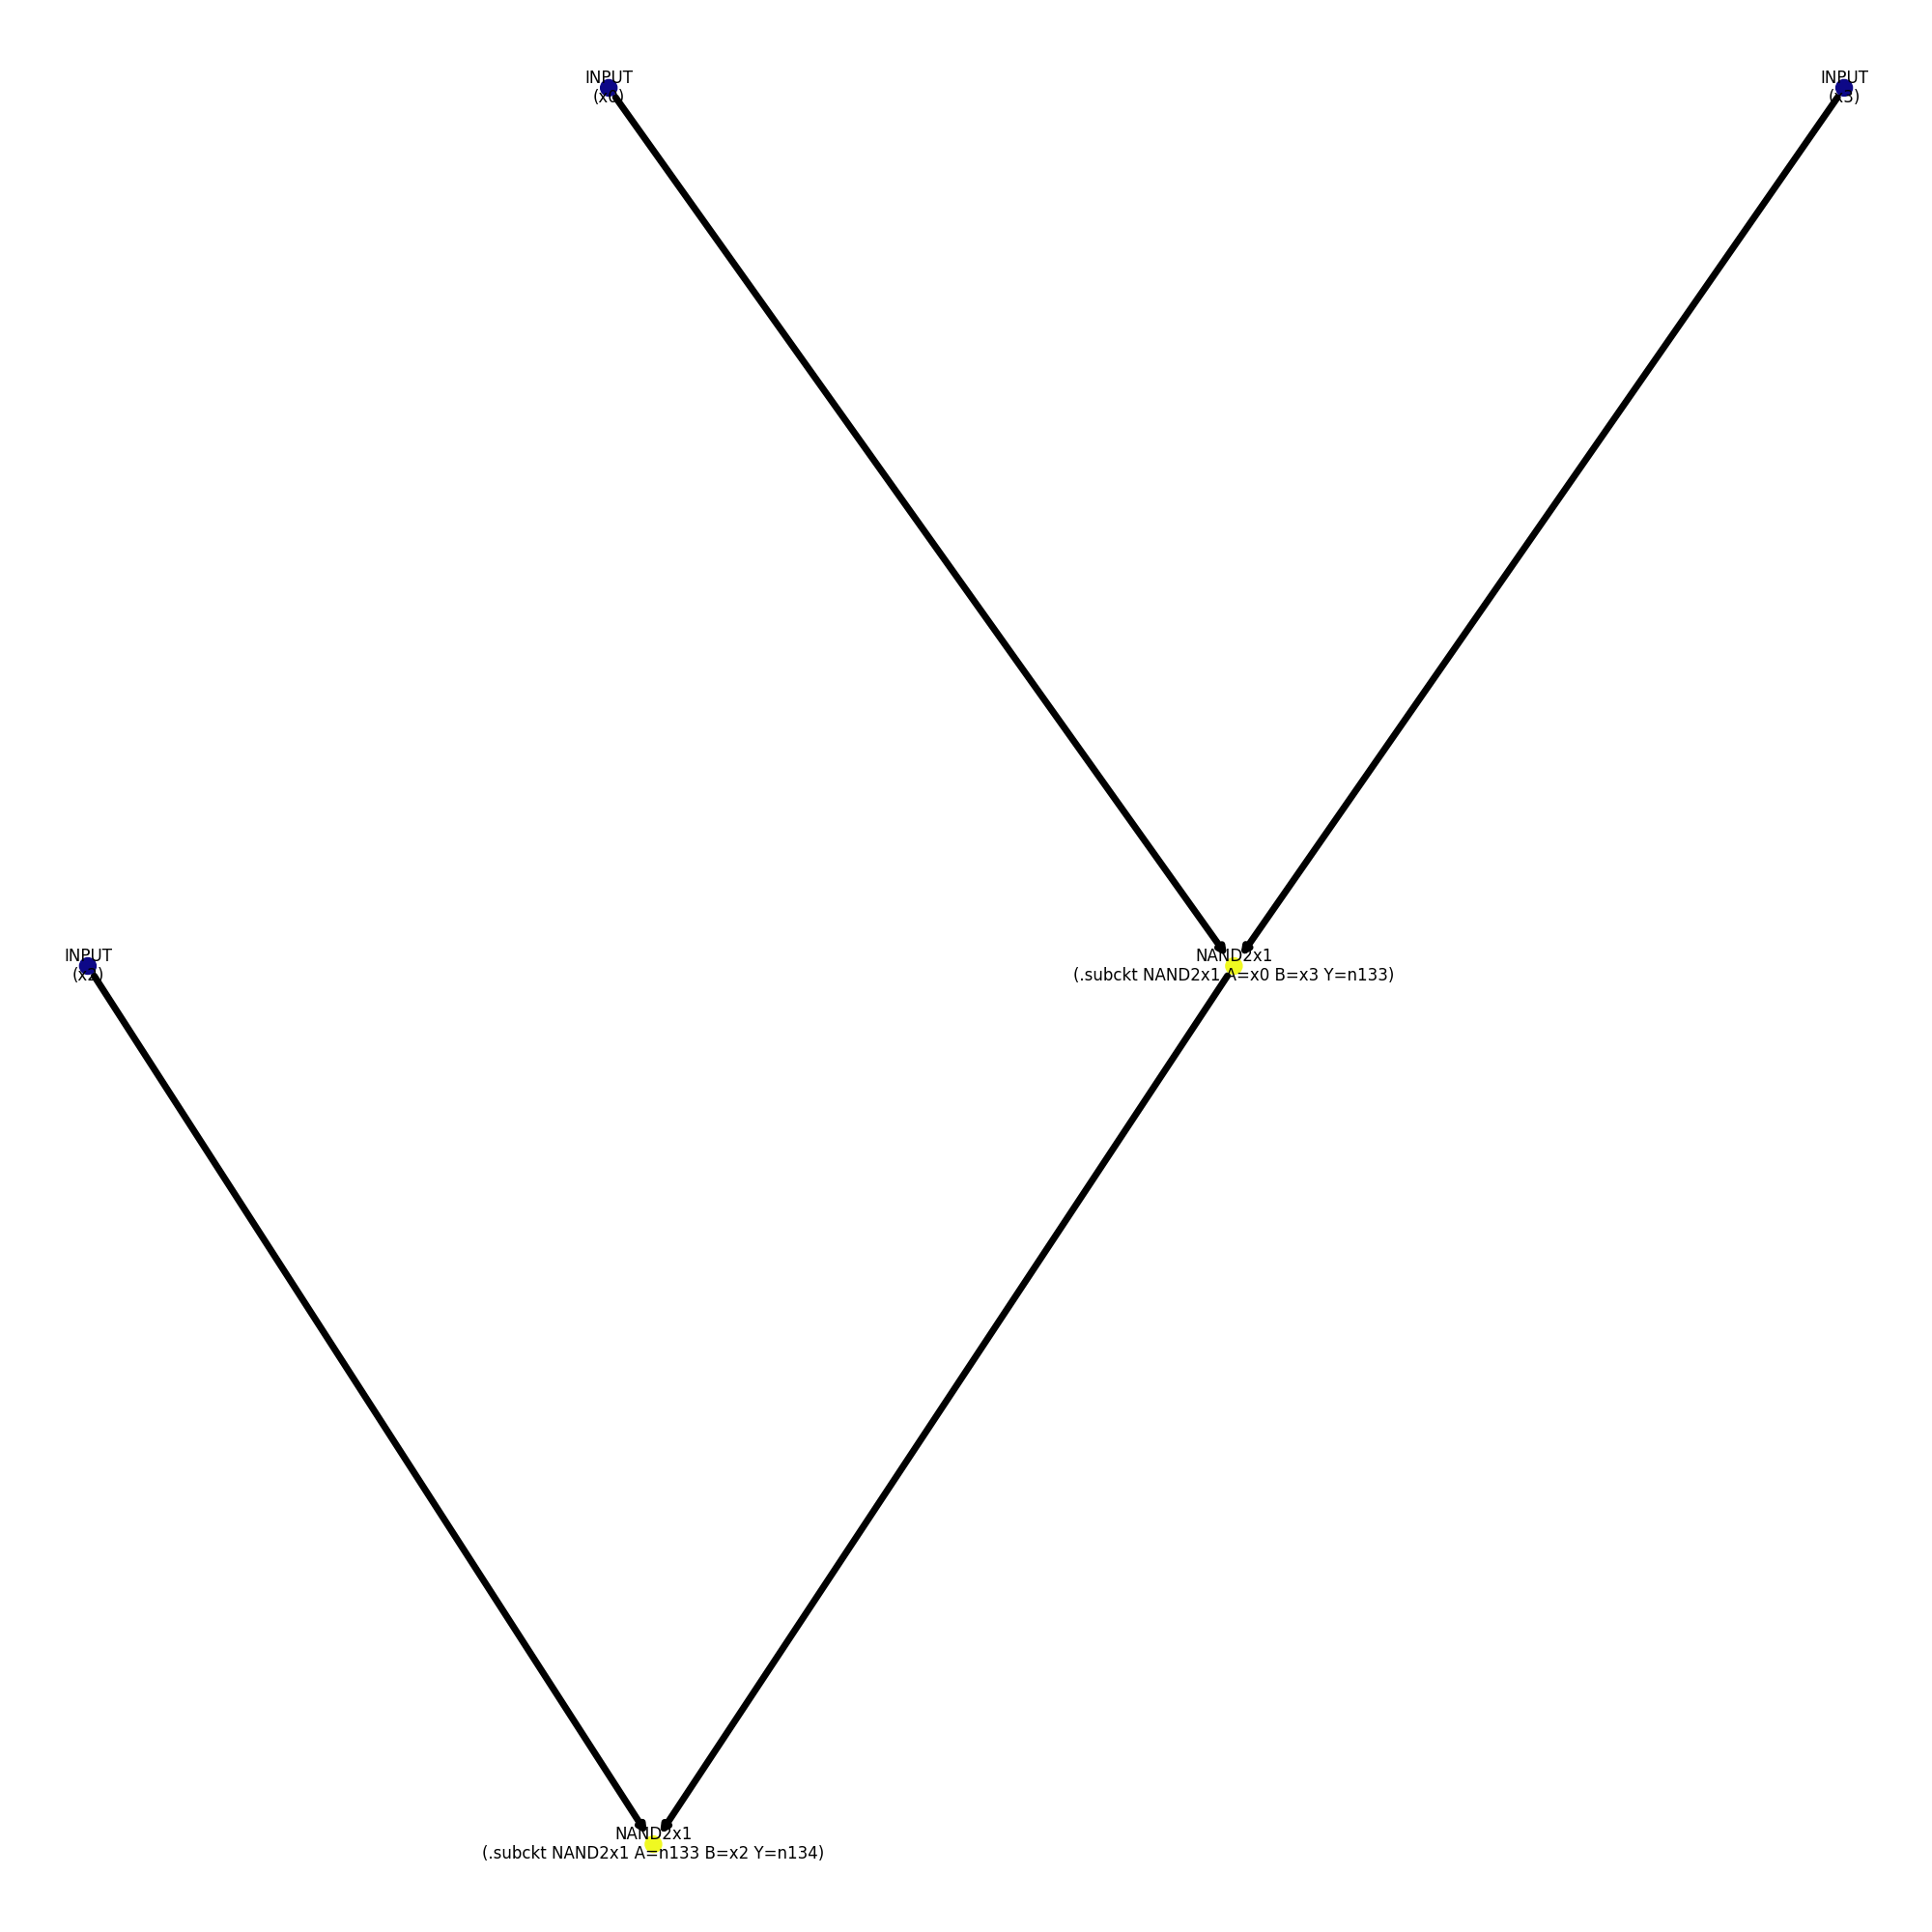 INPUT
(x0)
INPUT
(x3)
NAND2x1
(.subckt NAND2x1 A=x0 B=x3 Y=n133)
INPUT
(x2)
NAND2x1
(.subckt NAND2x1 A=n133 B=x2 Y=n134)